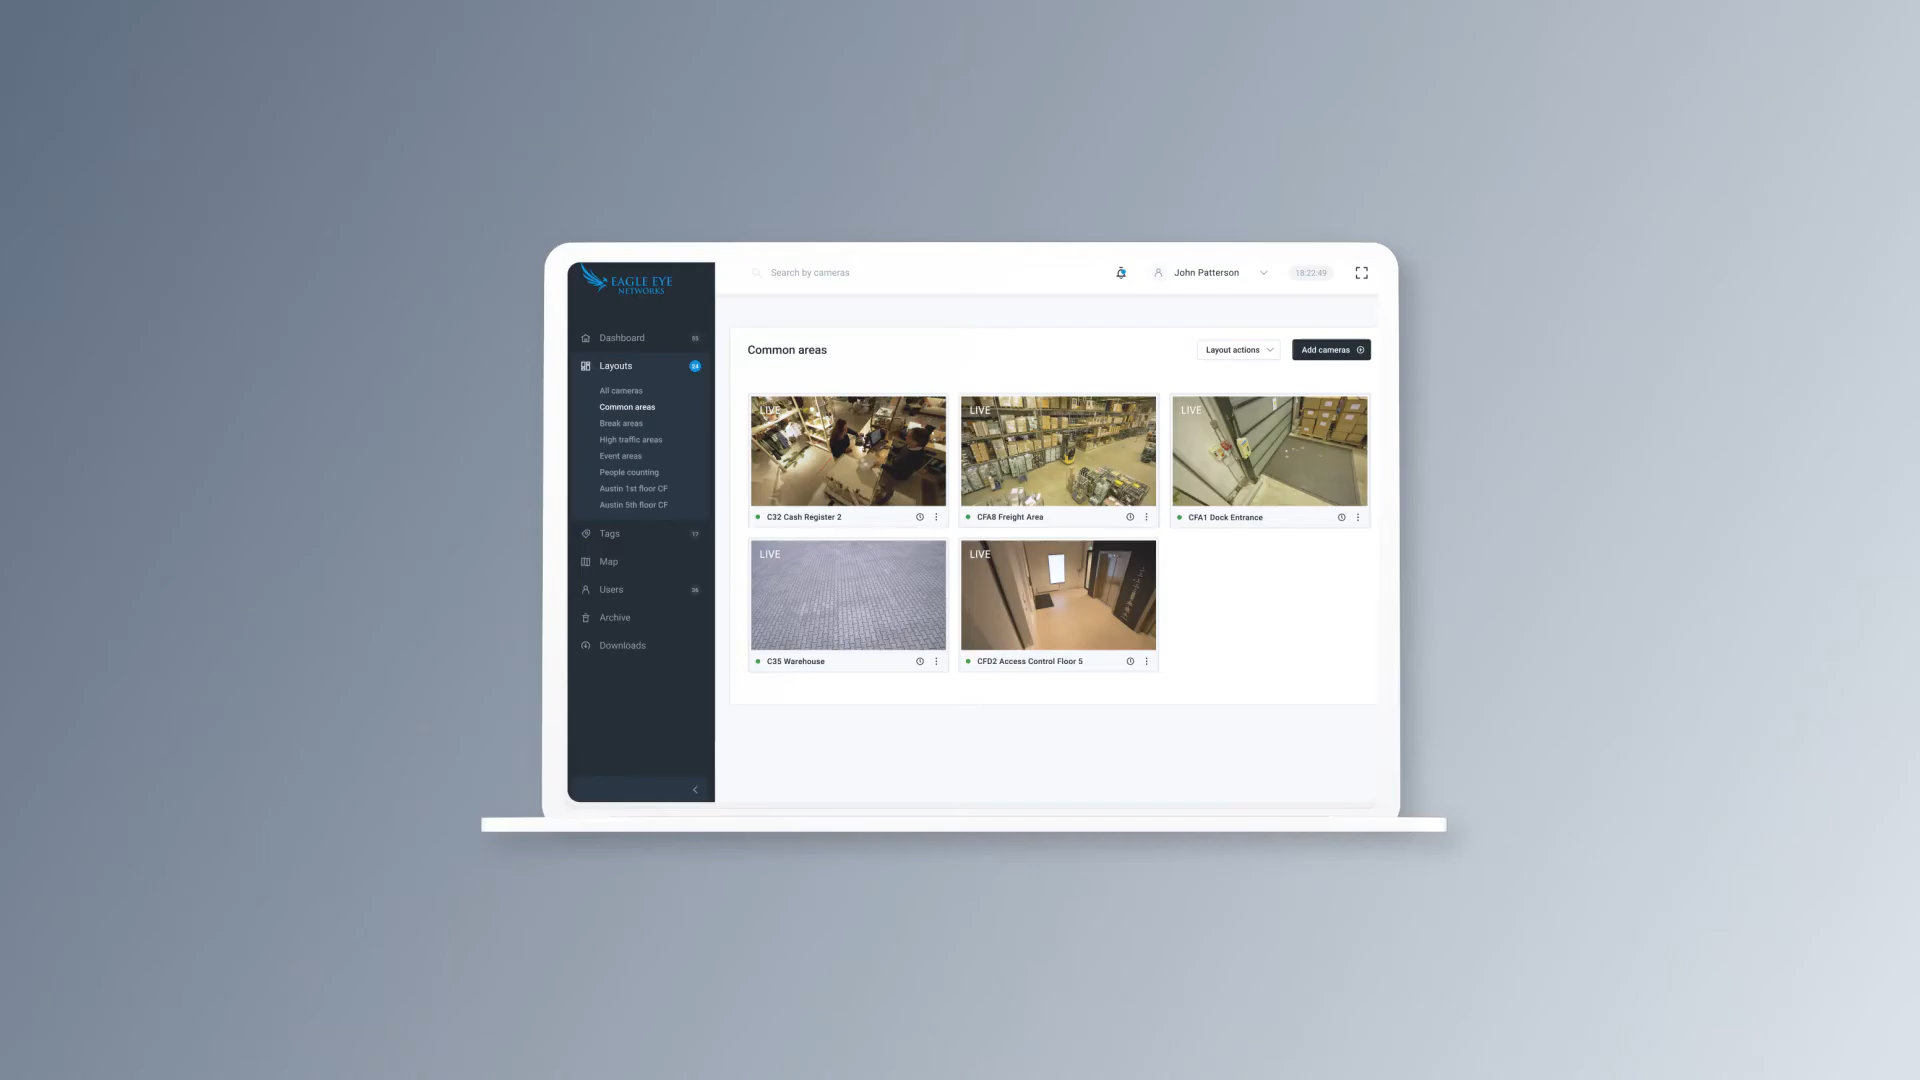 EAGLE EYE
NETWORKS
Search by cameras
John Patterson
18:22:49
Dashboard
Layouts 24
All cameras
Common areas
Break areas
High traffic areas
Event areas
People counting
Austin 1st floor CF
Austin 5th floor CF
Tags 17
Map
Users 36
Archive
Downloads
Common areas
Layout actions
Add cameras
LIVE
C32 Cash Register 2
LIVE
CFA8 Freight Area
LIVE
CFA1 Dock Entrance
LIVE
C35 Warehouse
LIVE
CFD2 Access Control Floor 5